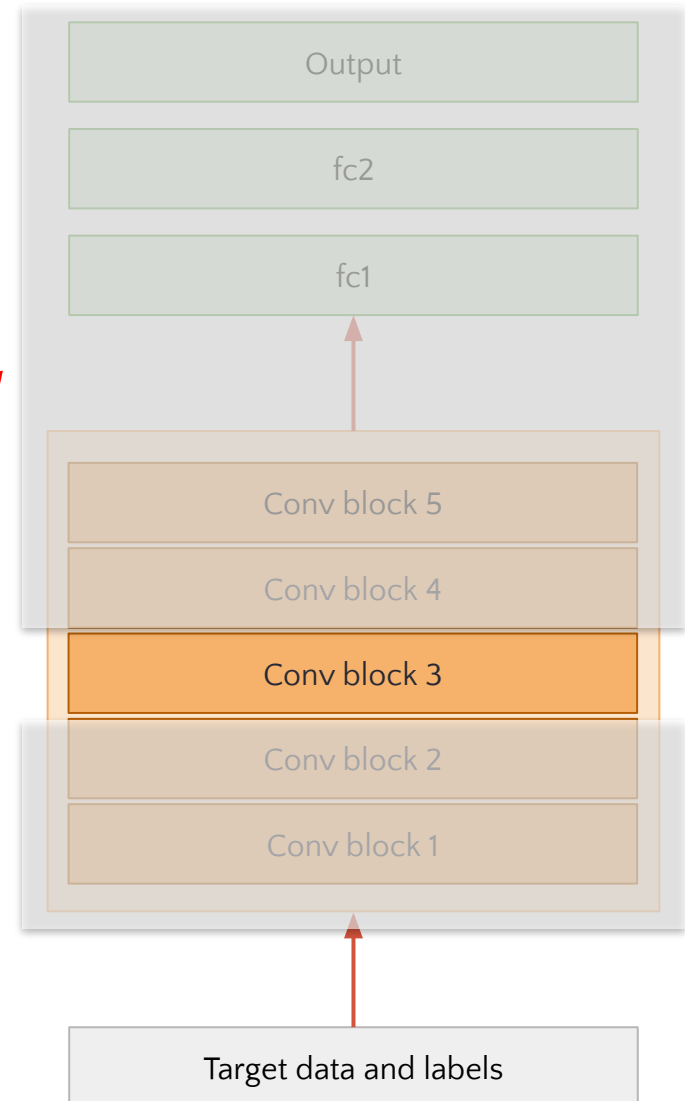 Output
fc2
fc1
Conv block 5
Conv block 4
Conv block 3
Conv block 2
Conv block 1
Target data and labels